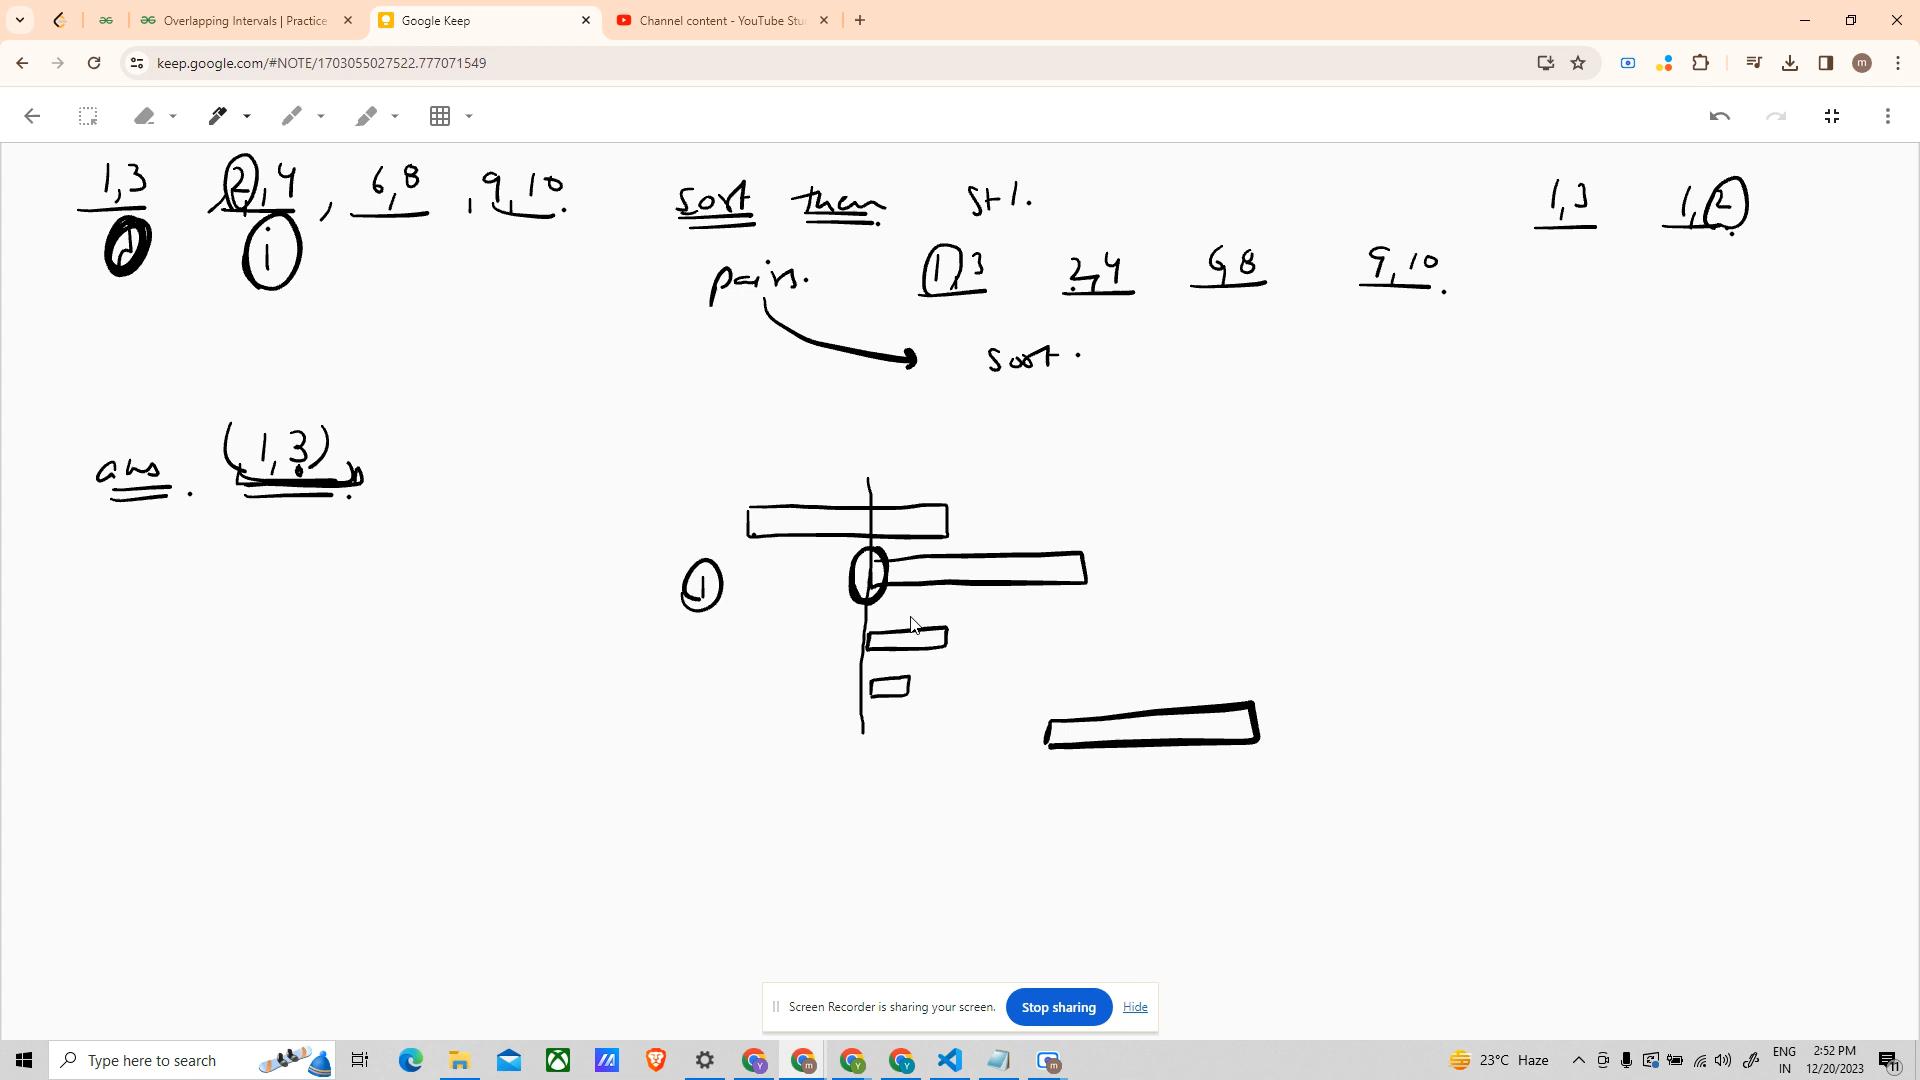 Overlapping Intervals | Practice
Google Keep
Channel content - YouTube Stu
keep.google.com/#NOTE/1703055027522.777071549
m
1,3 2,4 , 6,8 , 9,10.
sort them stl.
1,3 1,2
i
pairs. 1,3 2,4 6,8 9,10.
sort.
ans. (1,3)
1
Screen Recorder is sharing your screen.
Stop sharing
Hide
Type here to search
23°C Haze
ENG
IN
2:52 PM
12/20/2023
11